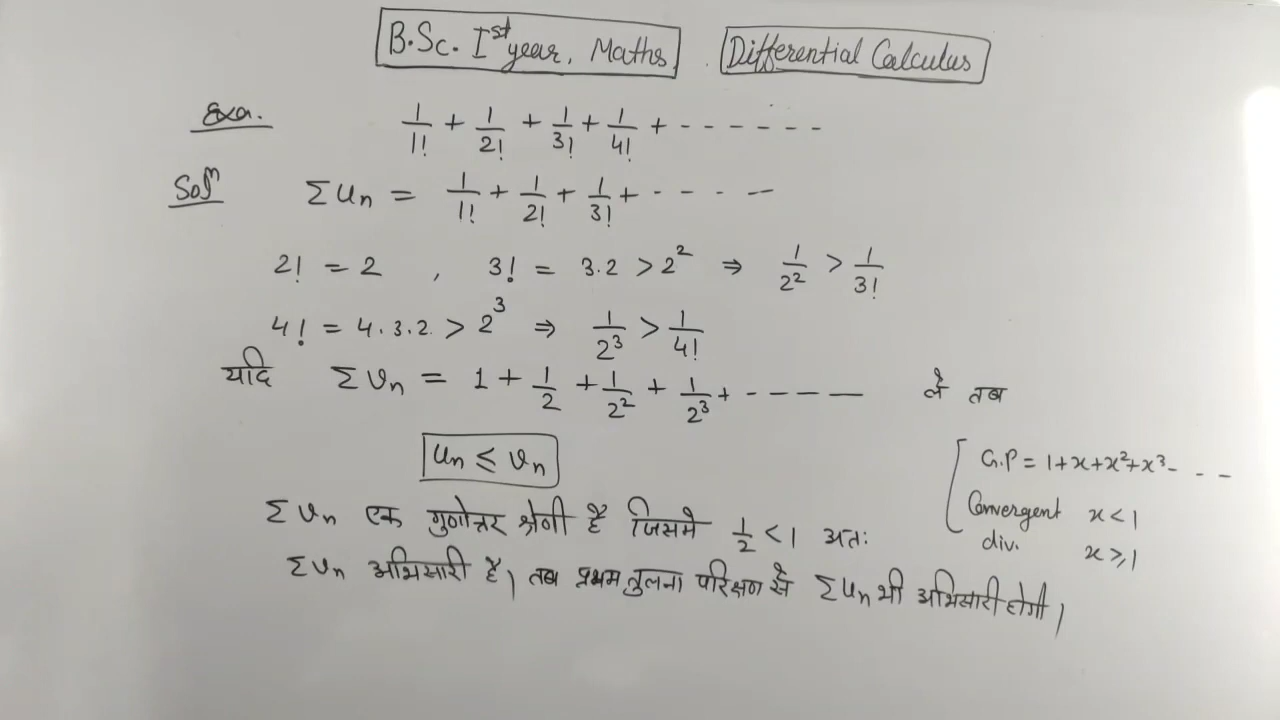 B.Sc. Ist year, Maths. Differential Calculus
Exa. 1/1! + 1/2! + 1/3! + 1/4! + - - - - - -
Solⁿ Σun = 1/1! + 1/2! + 1/3! + - - - -
2! = 2 , 3! = 3.2 > 2² ⇒ 1/2² > 1/3!
4! = 4.3.2. > 2³ ⇒ 1/2³ > 1/4!
यदि Σvn = 1 + 1/2 + 1/2² + 1/2³ + - - - - — ले तब
un ≤ vn
G.P = 1+x+x²+x³- - - -
Convergent x < 1
div. x ≥ 1
Σvn एक गुणोत्तर श्रेणी है जिसमे 1/2 < 1 अतः
Σvn अभिसारी है, तब प्रथम तुलना परिक्षण से Σun भी अभिसारी होगी।